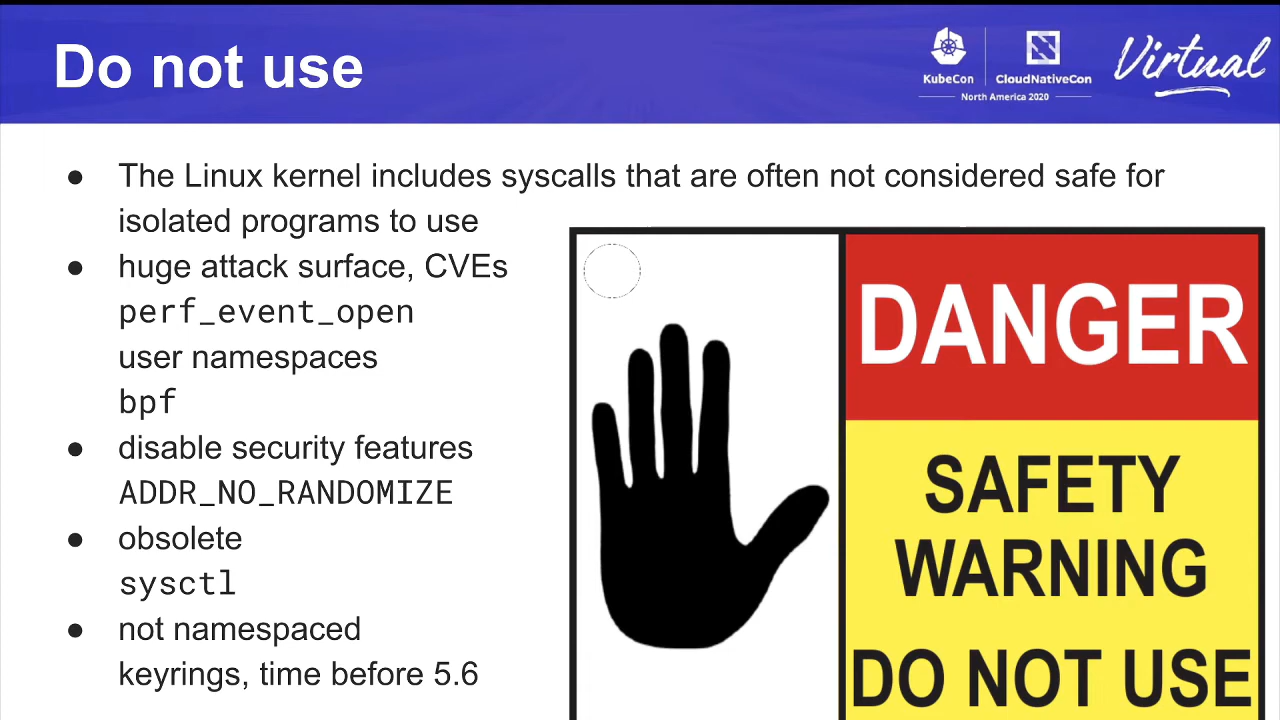 Do not use
KubeCon
CloudNativeCon
North America 2020
Virtual
● The Linux kernel includes syscalls that are often not considered safe for
isolated programs to use
● huge attack surface, CVEs
perf_event_open
user namespaces
bpf
● disable security features
ADDR_NO_RANDOMIZE
● obsolete
sysctl
● not namespaced
keyrings, time before 5.6
DANGER
SAFETY
WARNING
DO NOT USE